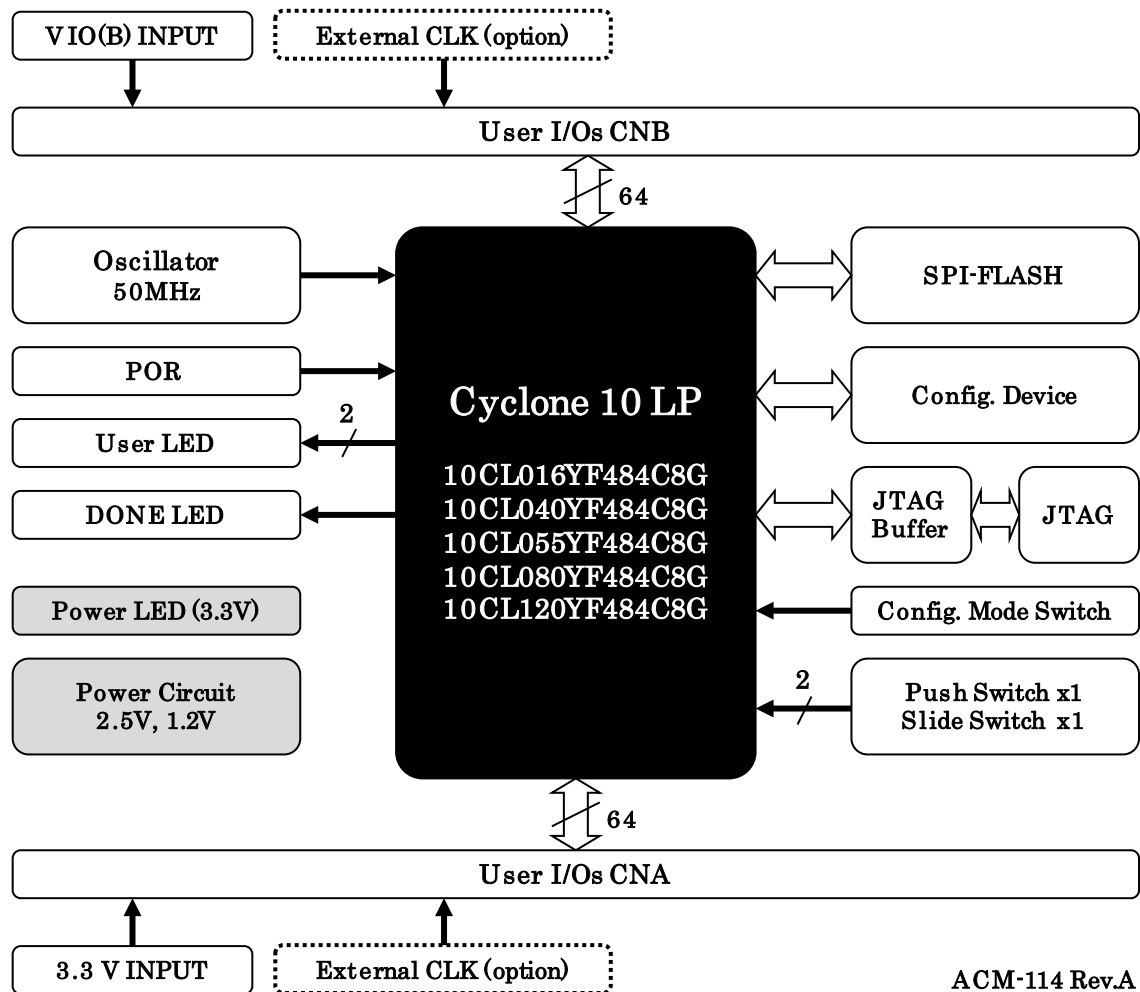 VIO(B) INPUT
External CLK (option)
User I/Os CNB
64
Oscillator
50MHz
POR
2
User LED
DONE LED
Power LED (3.3V)
Power Circuit
2.5V, 1.2V
Cyclone 10 LP
10CL016YF484C8G
10CL040YF484C8G
10CL055YF484C8G
10CL080YF484C8G
10CL120YF484C8G
SPI-FLASH
Config. Device
JTAG
Buffer
JTAG
Config. Mode Switch
2
Push Switch x1
Slide Switch x1
64
User I/Os CNA
3.3 V INPUT
External CLK (option)
ACM-114 Rev.A